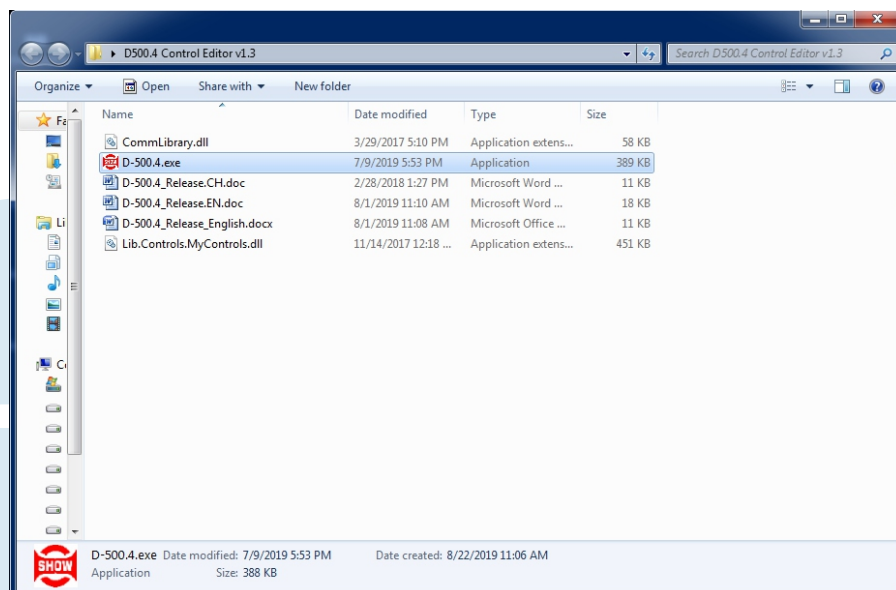 D500.4 Control Editor v1.3
Search D500.4 Control Editor v1.3
Organize Open Share with New folder
Name Date modified Type Size
CommLibrary.dll 3/29/2017 5:10 PM Application extens... 58 KB
D-500.4.exe 7/9/2019 5:53 PM Application 389 KB
D-500.4_Release.CH.doc 2/28/2018 1:27 PM Microsoft Word ... 11 KB
D-500.4_Release.EN.doc 8/1/2019 11:10 AM Microsoft Word ... 18 KB
D-500.4_Release_English.docx 8/1/2019 11:08 AM Microsoft Office ... 11 KB
Lib.Controls.MyControls.dll 11/14/2017 12:18 ... Application extens... 451 KB
Fa
Li
Co
SHOW
D-500.4.exe Date modified: 7/9/2019 5:53 PM Date created: 8/22/2019 11:06 AM
Application Size: 388 KB